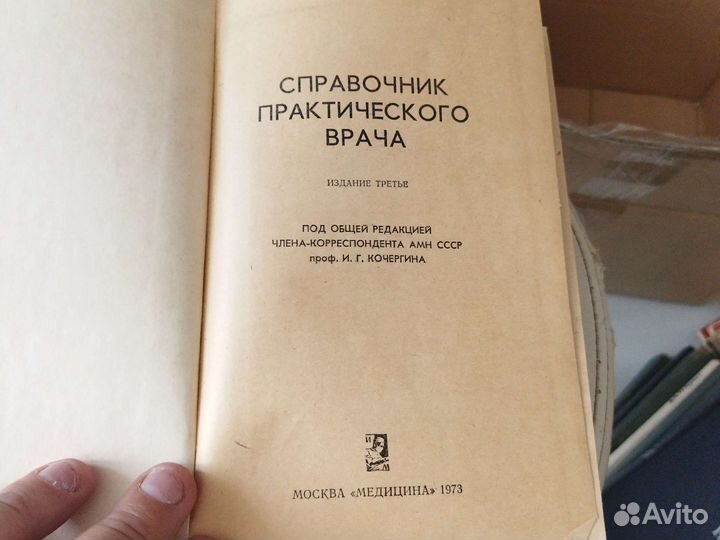 СПРАВОЧНИК
ПРАКТИЧЕСКОГО
ВРАЧА
ИЗДАНИЕ ТРЕТЬЕ
ПОД ОБЩЕЙ РЕДАКЦИЕЙ
ЧЛЕНА-КОРРЕСПОНДЕНТА АМН СССР
проф. И. Г. КОЧЕРГИНА
И
М
МОСКВА «МЕДИЦИНА» 1973
Avito